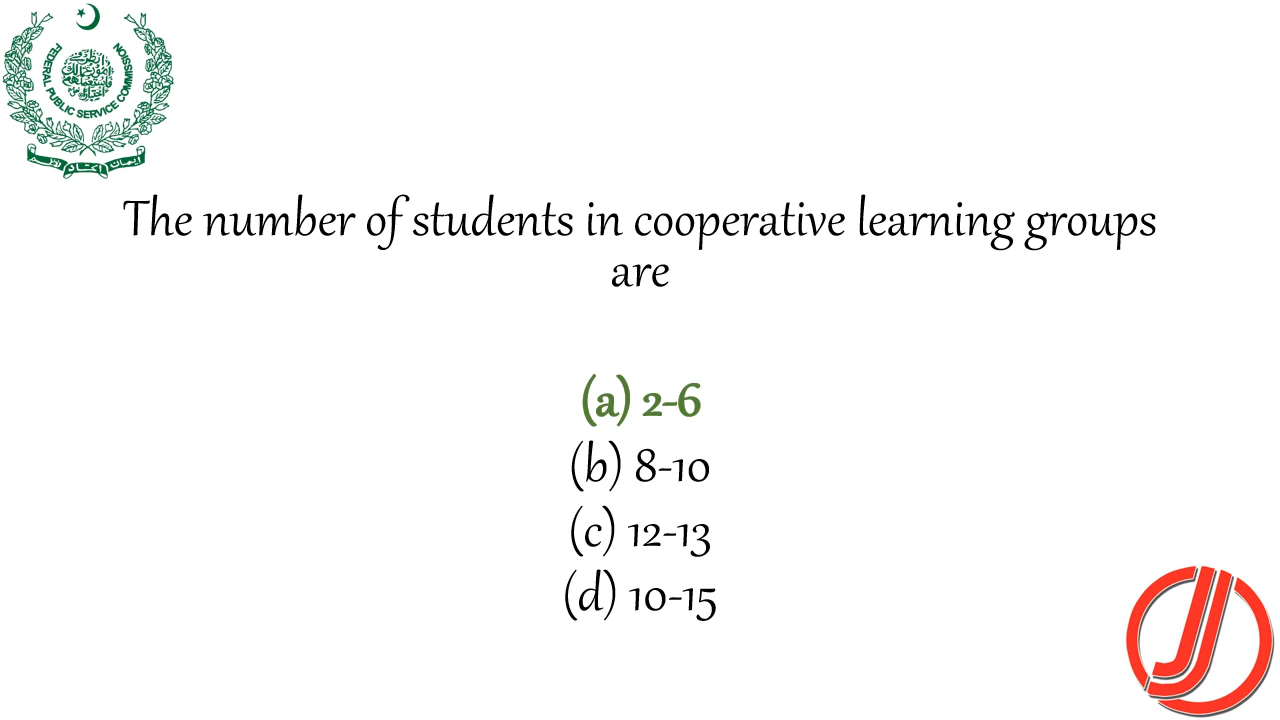 FEDERAL PUBLIC SERVICE COMMISSION
The number of students in cooperative learning groups
are
(a) 2-6
(b) 8-10
(c) 12-13
(d) 10-15